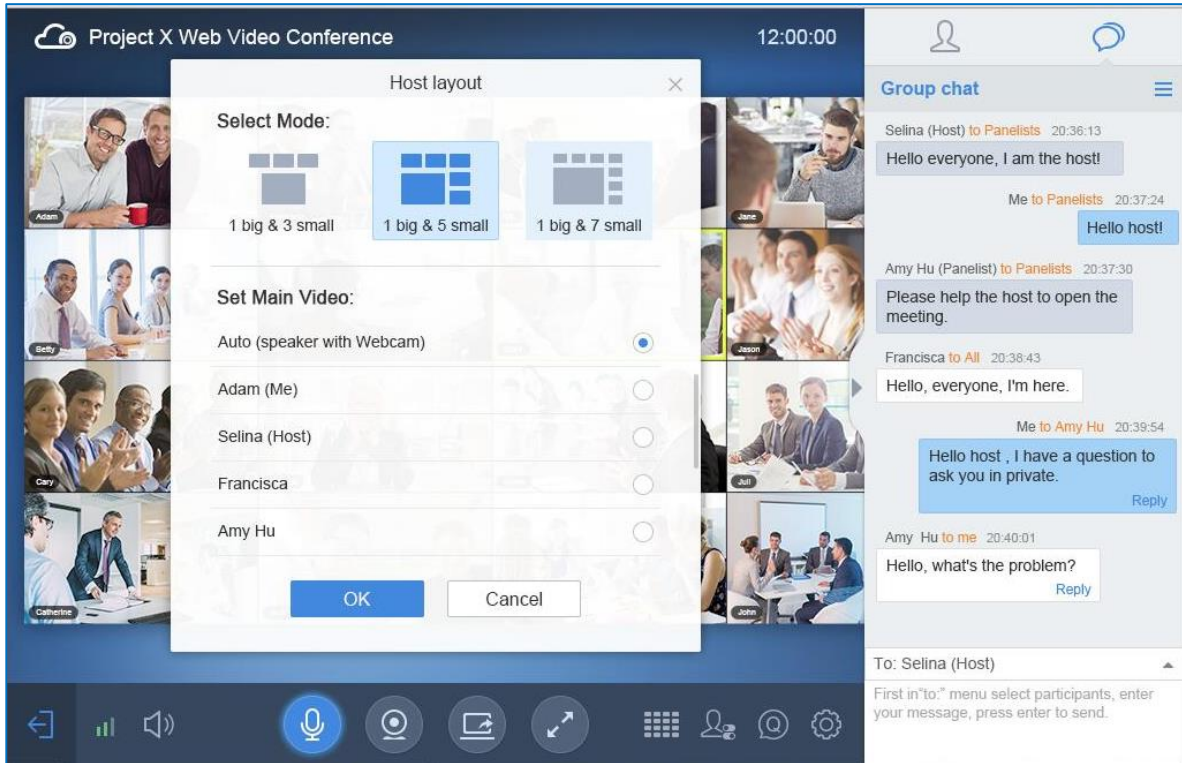 Project X Web Video Conference
12:00:00
Host layout
Select Mode:
1 big & 3 small
1 big & 5 small
1 big & 7 small
Set Main Video:
Auto (speaker with Webcam)
Adam (Me)
Selina (Host)
Francisca
Amy Hu
OK
Cancel
Adam
Jane
Betty
Jason
Cary
Juli
Catherine
John
Group chat
Selina (Host) to Panelists 20:36:13
Hello everyone, I am the host!
Me to Panelists 20:37:24
Hello host!
Amy Hu (Panelist) to Panelists 20:37:30
Please help the host to open the
meeting.
Francisca to All 20:38:43
Hello, everyone, I'm here.
Me to Amy Hu 20:39:54
Hello host , I have a question to
ask you in private.
Reply
Amy Hu to me 20:40:01
Hello, what's the problem?
Reply
To: Selina (Host)
First in"to:" menu select participants, enter
your message, press enter to send.